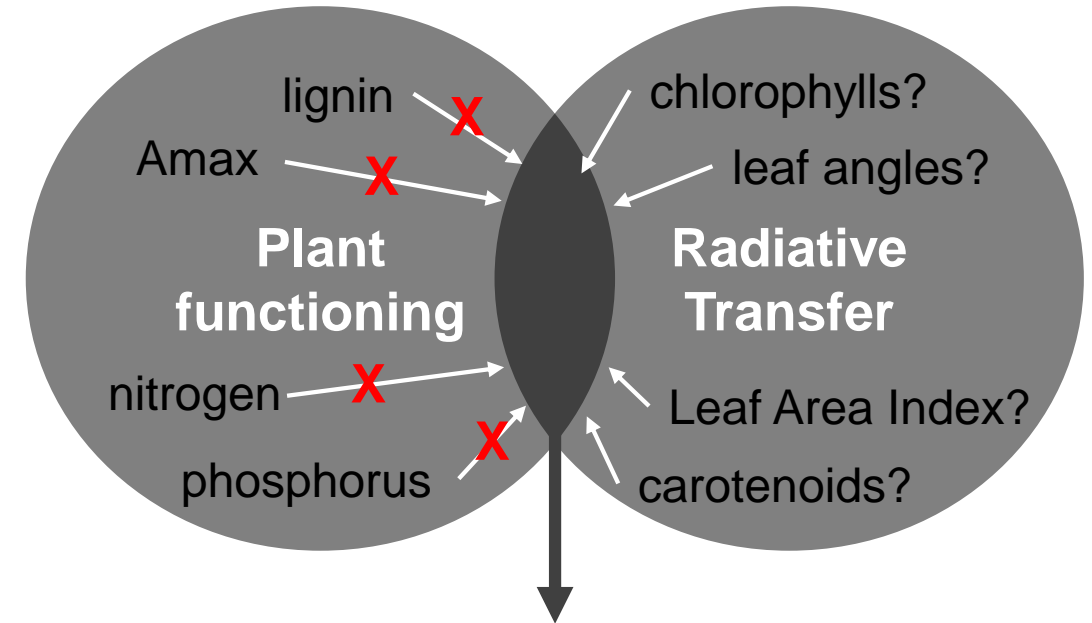 lignin
Amax
Plant
functioning
nitrogen
phosphorus
X
X
X
X
chlorophylls?
leaf angles?
Radiative
Transfer
Leaf Area Index?
carotenoids?